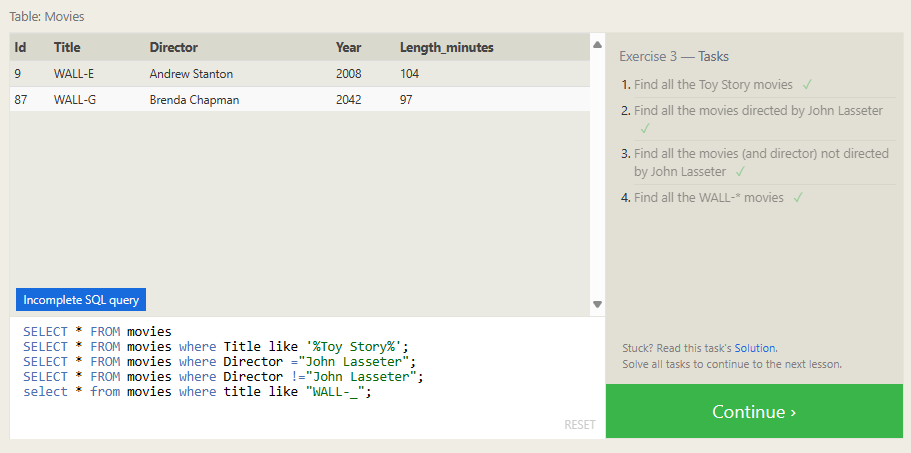 Table: Movies
Id Title Director Year Length_minutes
9 WALL-E Andrew Stanton 2008 104
87 WALL-G Brenda Chapman 2042 97
Incomplete SQL query
SELECT * FROM movies
SELECT * FROM movies where Title like '%Toy Story%';
SELECT * FROM movies where Director ="John Lasseter";
SELECT * FROM movies where Director !="John Lasseter";
select * from movies where title like "WALL-_";
RESET
Exercise 3 — Tasks
1. Find all the Toy Story movies ✓
2. Find all the movies directed by John Lasseter
✓
3. Find all the movies (and director) not directed
by John Lasseter ✓
4. Find all the WALL-* movies ✓
Stuck? Read this task's Solution.
Solve all tasks to continue to the next lesson.
Continue ›